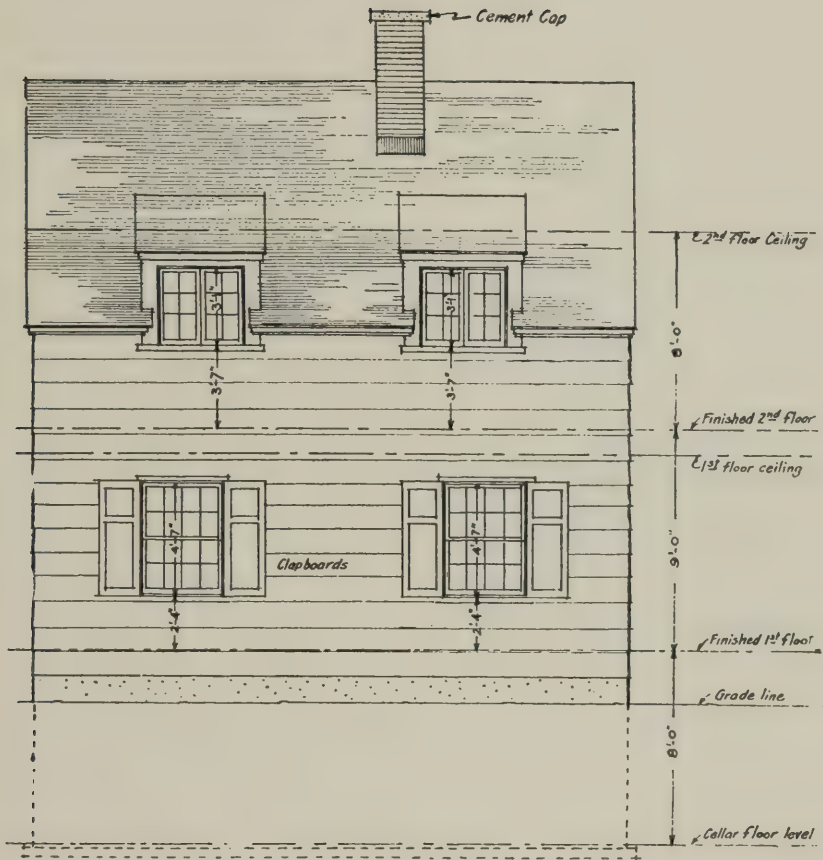 Cement Cap
2nd floor Ceiling
3'-1"
3'-1"
8'-0"
3'-7"
3'-7"
Finished 2nd floor
1st floor ceiling
4'-7"
4'-7"
9'-0"
Clapboards
2'-4"
2'-4"
Finished 1st floor
Grade line
8'-0"
Cellar floor level